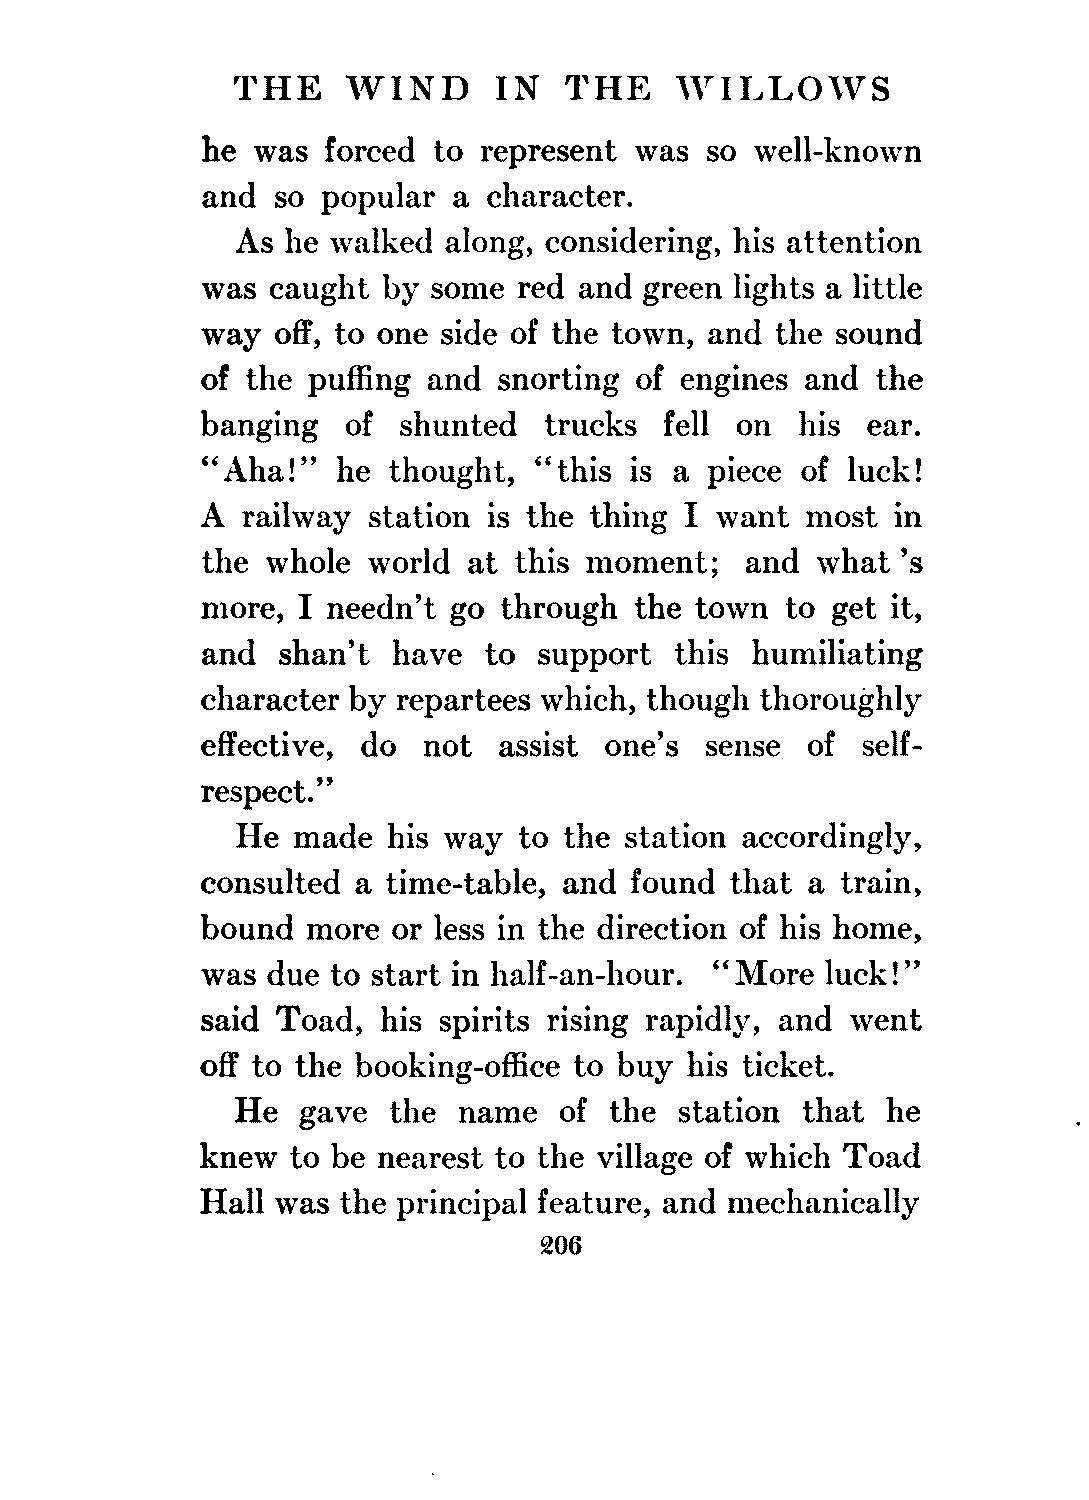 THE WIND IN THE WILLOWS
he was forced to represent was so well-known
and so popular a character.
As he walked along, considering, his attention
was caught by some red and green lights a little
way off, to one side of the town, and the sound
of the puffing and snorting of engines and the
banging of shunted trucks fell on his ear.
“Aha!” he thought, “this is a piece of luck!
A railway station is the thing I want most in
the whole world at this moment; and what ’s
more, I needn’t go through the town to get it,
and shan’t have to support this humiliating
character by repartees which, though thoroughly
effective, do not assist one’s sense of self-
respect.”
He made his way to the station accordingly,
consulted a time-table, and found that a train,
bound more or less in the direction of his home,
was due to start in half-an-hour. “More luck!”
said Toad, his spirits rising rapidly, and went
off to the booking-office to buy his ticket.
He gave the name of the station that he
knew to be nearest to the village of which Toad
Hall was the principal feature, and mechanically
206